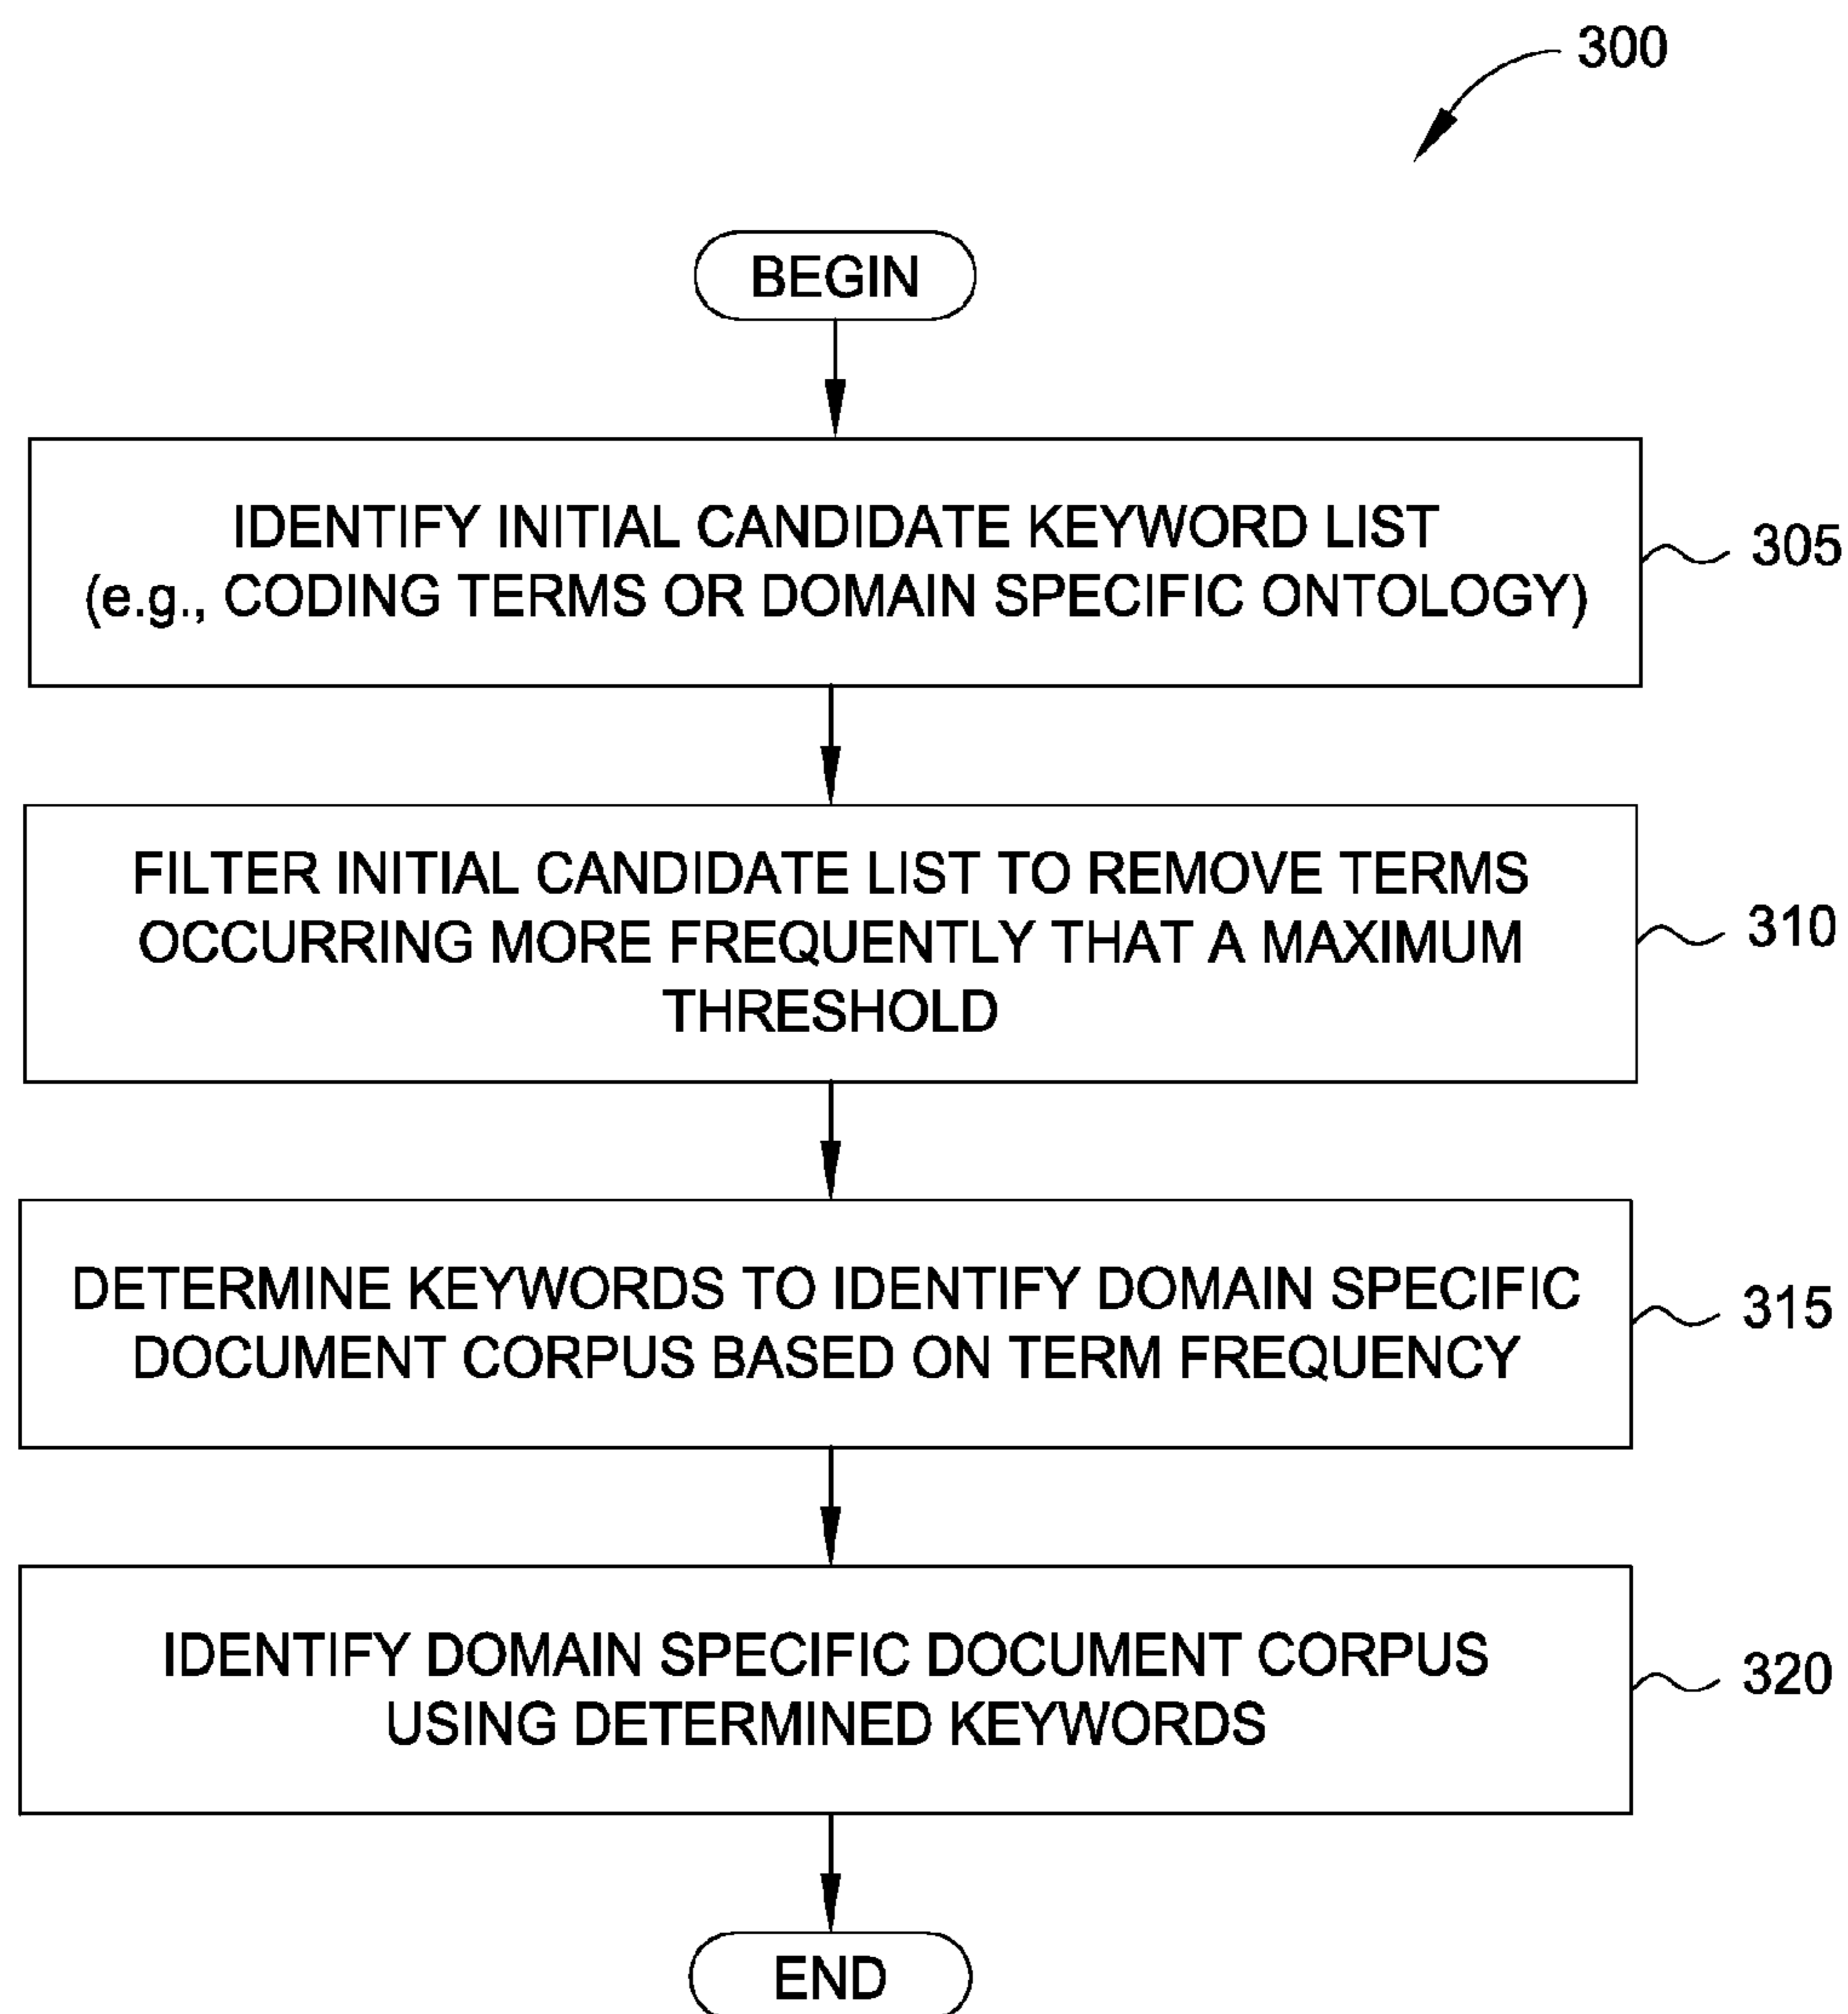 300
BEGIN
IDENTIFY INITIAL CANDIDATE KEYWORD LIST
(e.g., CODING TERMS OR DOMAIN SPECIFIC ONTOLOGY)
305
FILTER INITIAL CANDIDATE LIST TO REMOVE TERMS
OCCURRING MORE FREQUENTLY THAT A MAXIMUM
THRESHOLD
310
DETERMINE KEYWORDS TO IDENTIFY DOMAIN SPECIFIC
DOCUMENT CORPUS BASED ON TERM FREQUENCY
315
IDENTIFY DOMAIN SPECIFIC DOCUMENT CORPUS
USING DETERMINED KEYWORDS
320
END